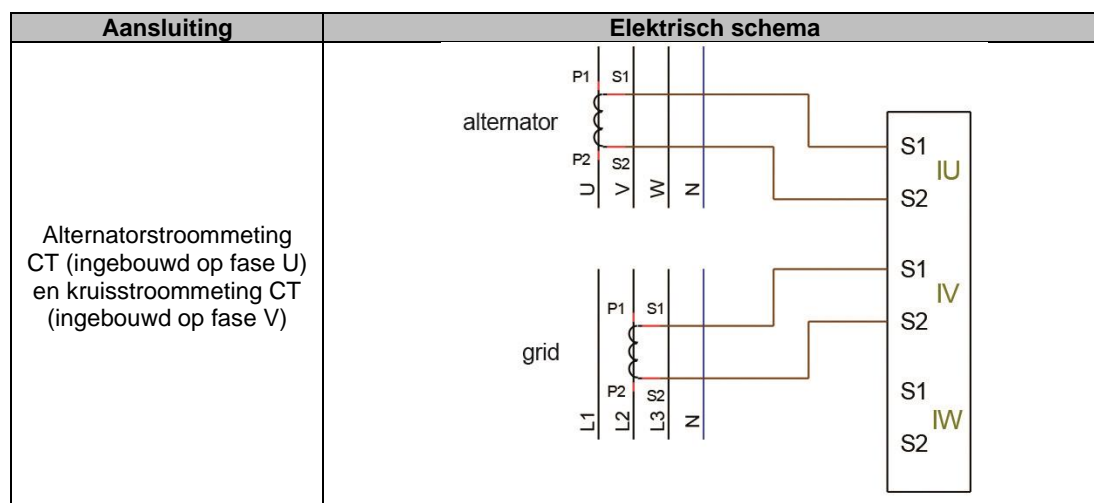 Aansluiting
Elektrisch schema
Alternatorstroommeting
CT (ingebouwd op fase U)
en kruisstroommeting CT
(ingebouwd op fase V)
alternator
P1
S1
P2
S2
U
V
W
N
S1
IU
S2
grid
P1
S1
P2
S2
L1
L2
L3
N
S1
IV
S2
S1
IW
S2